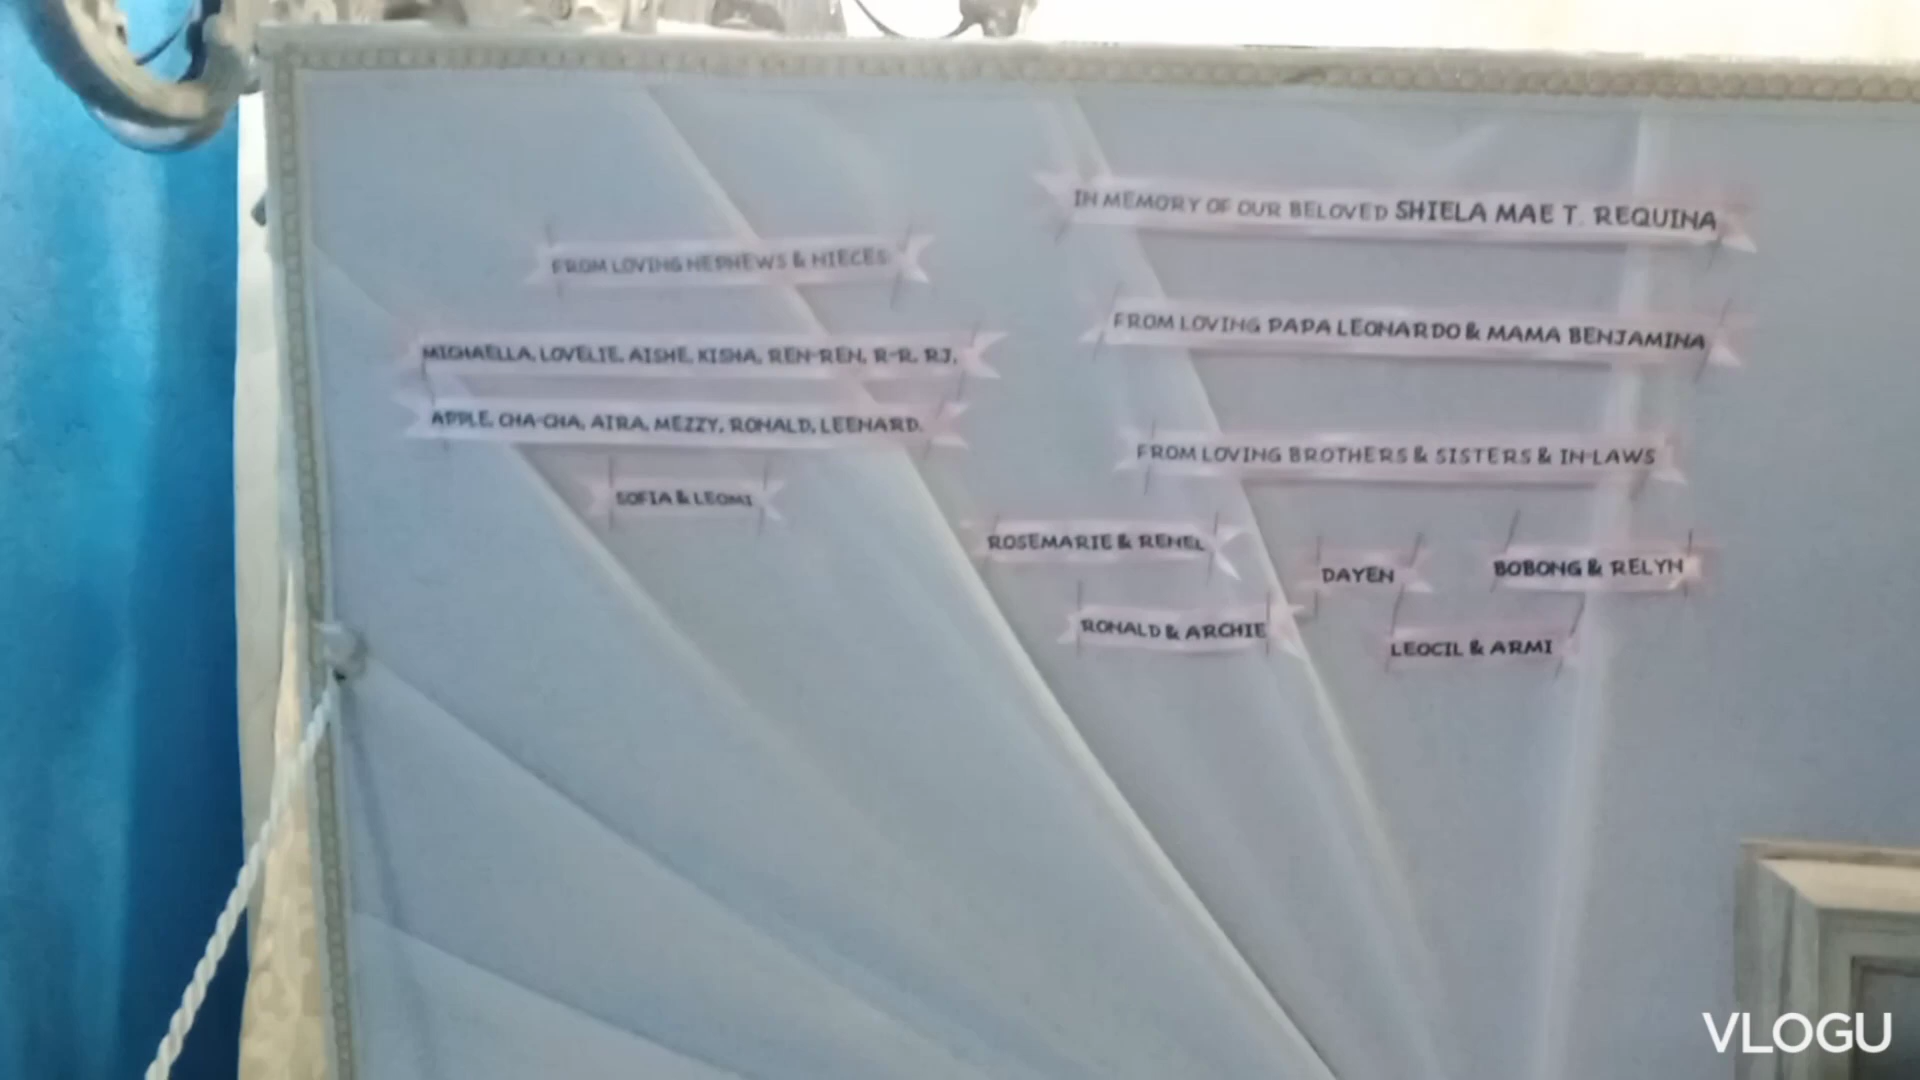 IN MEMORY OF OUR BELOVED SHIELA MAE T. REQUINA
FROM LOVING PAPA LEONARDO & MAMA BENJAMINA
FROM LOVING BROTHERS & SISTERS & IN-LAWS
ROSEMARIE & RENEL
DAYEN
BOBONG & RELYN
RONALD & ARCHIE
LEOCIL & ARMI
FROM LOVING NEPHEWS & NIECES
MICHAELLA, LOVELIE, AISHE, KISHA, REN-REN, R-R, RJ,
APPLE, CHA-CHA, AIRA, MEZZY, RONALD, LEENARD,
SOFIA & LEOMI
VLOGU